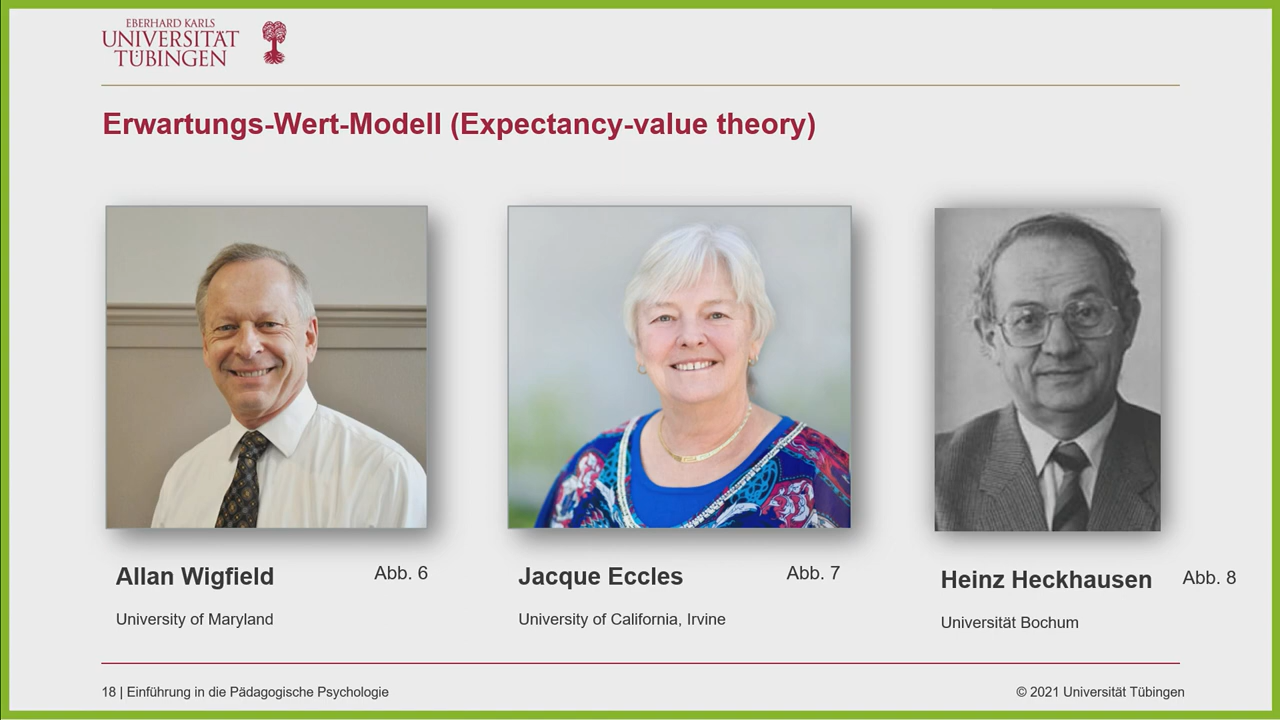 EBERHARD KARLS
UNIVERSITÄT
TÜBINGEN
Erwartungs-Wert-Modell (Expectancy-value theory)
Allan Wigfield
Abb. 6
University of Maryland
Jacque Eccles
Abb. 7
University of California, Irvine
Heinz Heckhausen
Abb. 8
Universität Bochum
18 | Einführung in die Pädagogische Psychologie
© 2021 Universität Tübingen